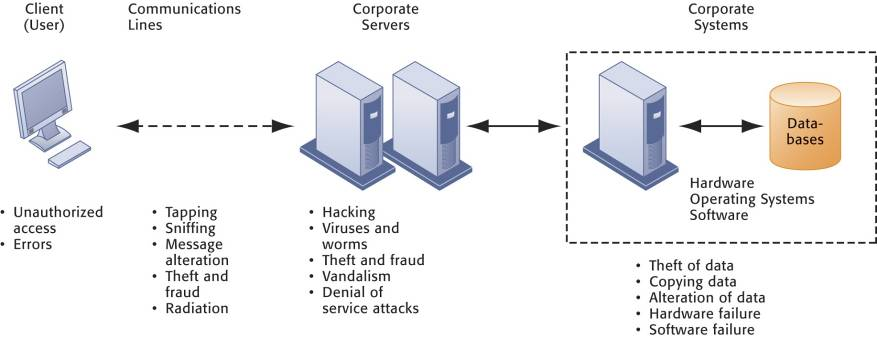 Client
(User)
Communications
Lines
Corporate
Servers
Corporate
Systems
Data-
bases
Hardware
Operating Systems
Software
• Unauthorized
access
• Errors
• Tapping
• Sniffing
• Message
alteration
• Theft and
fraud
• Radiation
• Hacking
• Viruses and
worms
• Theft and fraud
• Vandalism
• Denial of
service attacks
• Theft of data
• Copying data
• Alteration of data
• Hardware failure
• Software failure